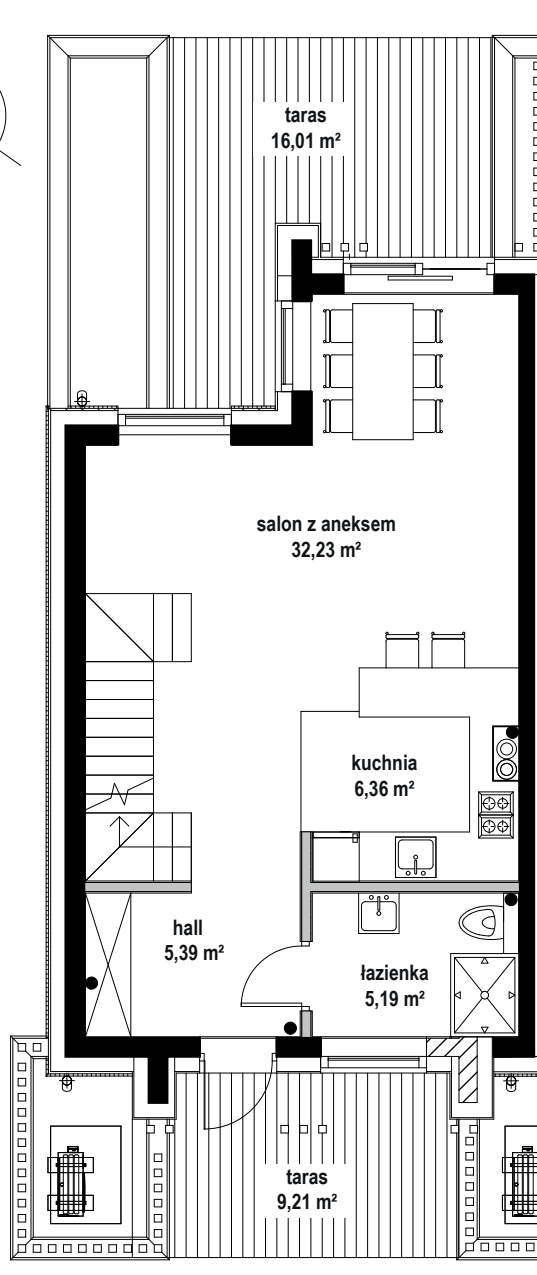 taras
16,01 m²
salon z aneksem
32,23 m²
kuchnia
6,36 m²
hall
5,39 m²
łazienka
5,19 m²
taras
9,21 m²